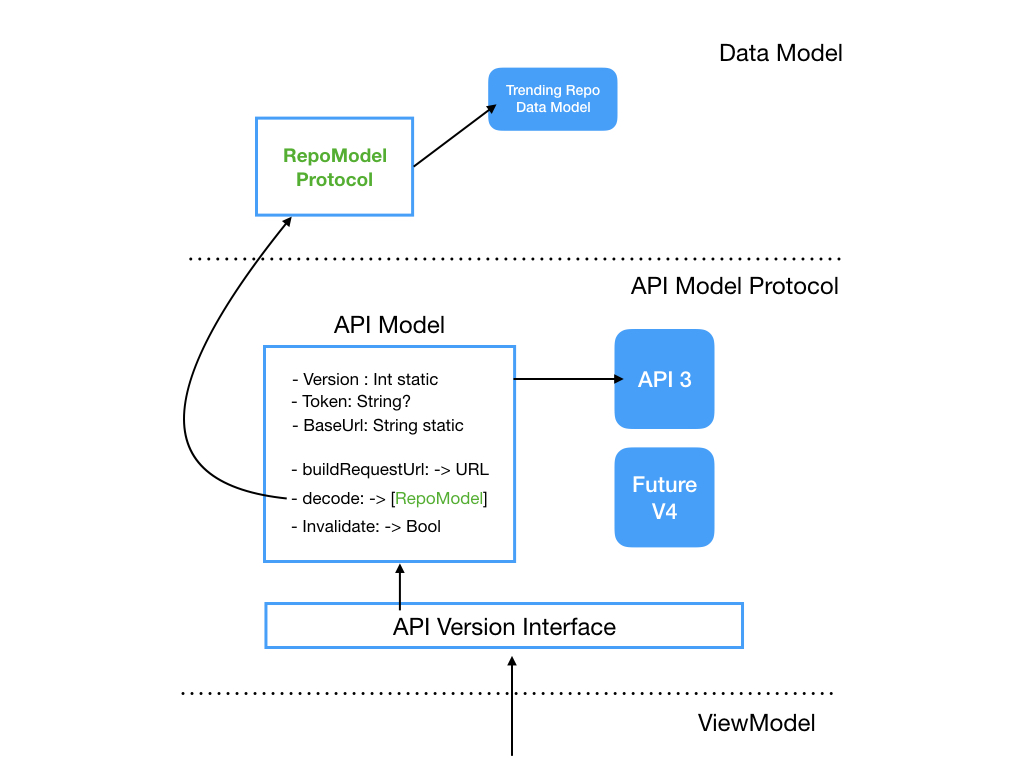 Data Model
Trending Repo
Data Model
RepoModel
Protocol
API Model Protocol
API Model
- Version : Int static
- Token: String?
- BaseUrl: String static
- buildRequestUrl: -> URL
- decode: -> [RepoModel]
- Invalidate: -> Bool
API 3
Future
V4
API Version Interface
ViewModel